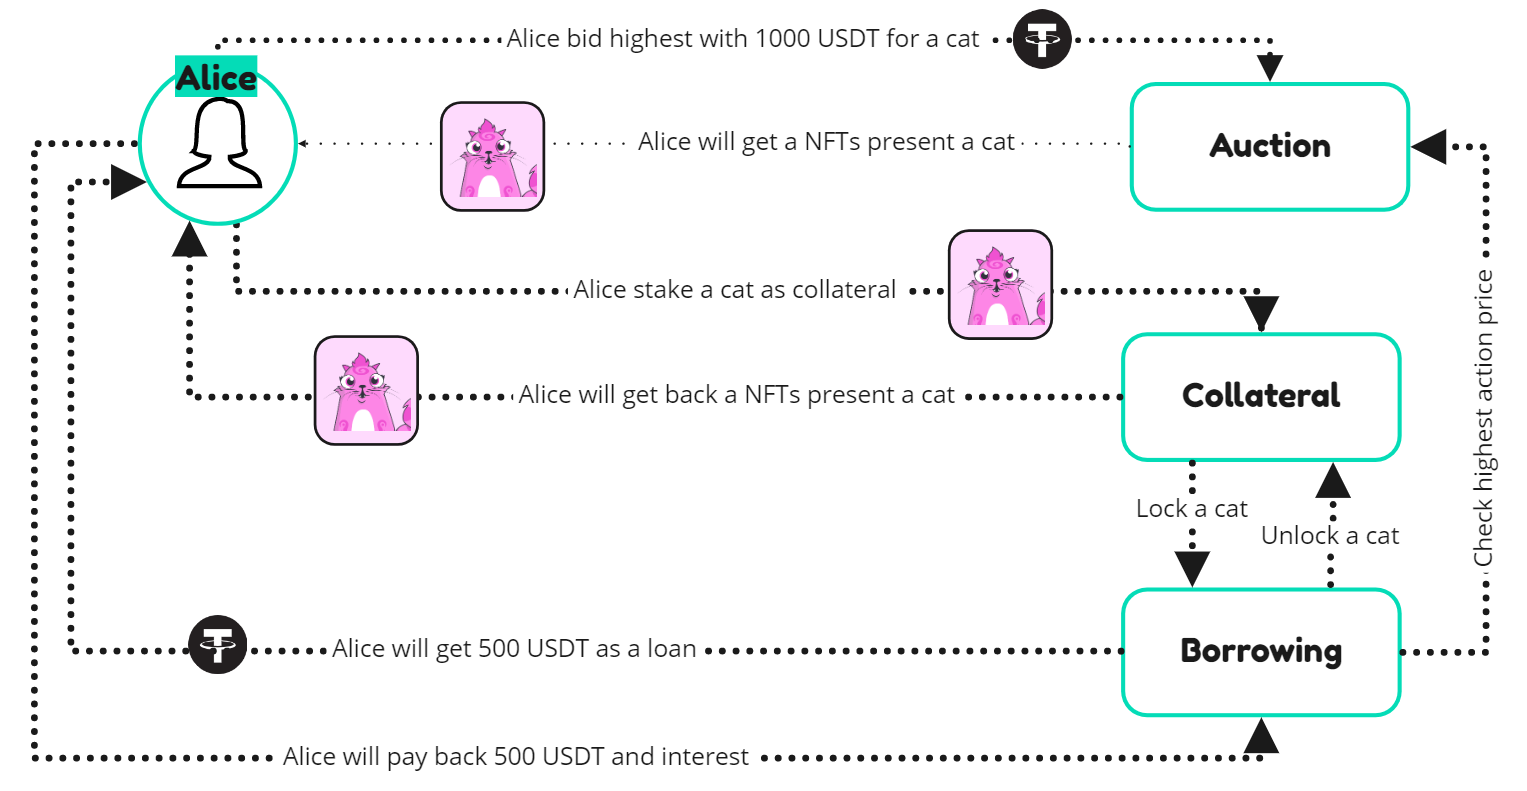 Alice bid highest with 1000 USDT for a cat
Alice
Alice will get a NFTs present a cat
Auction
Alice stake a cat as collateral
Alice will get back a NFTs present a cat
Collateral
Check highest action price
Lock a cat
Unlock a cat
Alice will get 500 USDT as a loan
Borrowing
Alice will pay back 500 USDT and interest